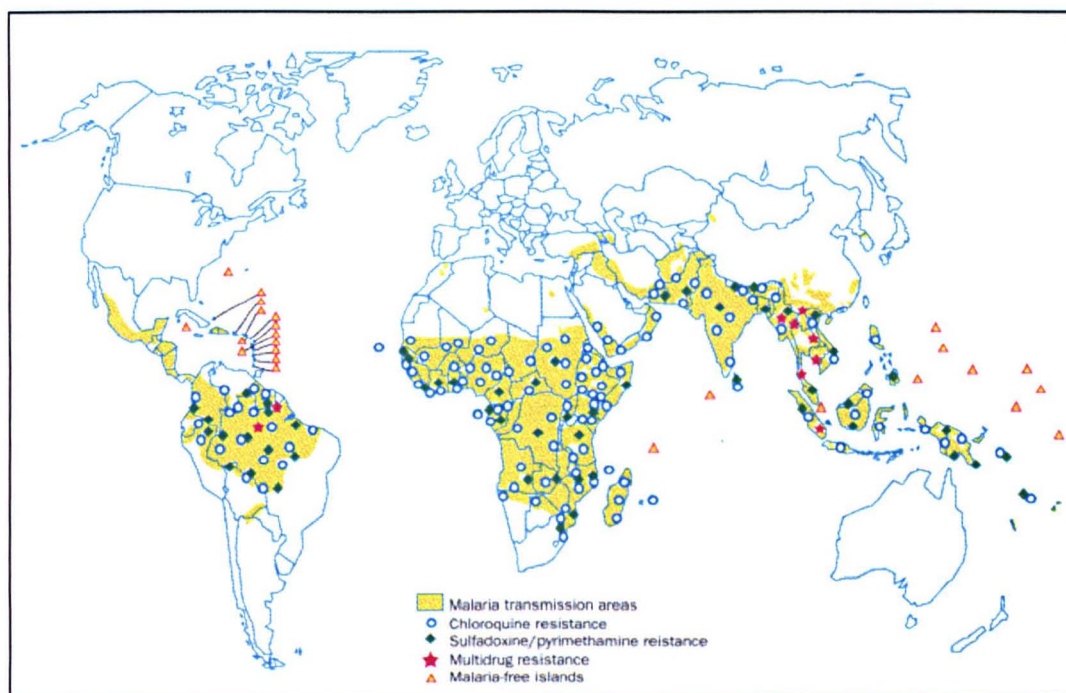 Malaria transmission areas
Chloroquine resistance
Sulfadoxine/pyrimethamine reistance
Multidrug resistance
Malaria-free islands